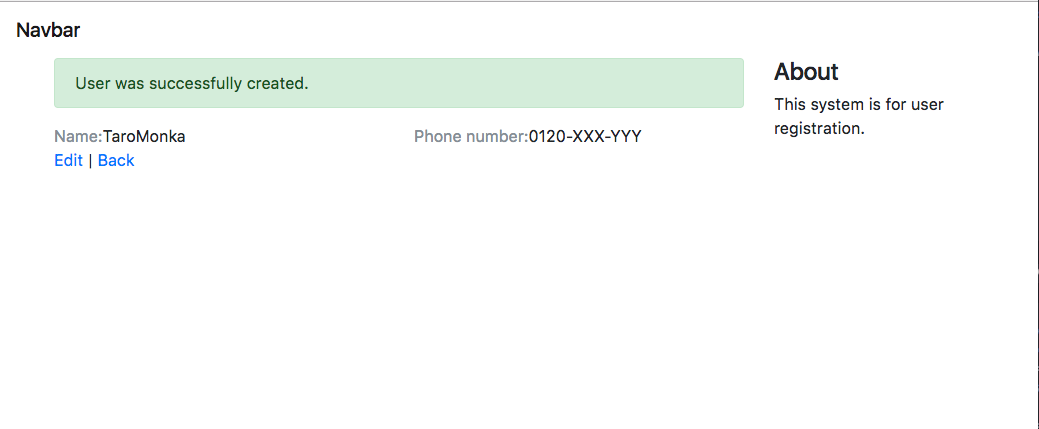 Navbar
User was successfully created.
Name:TaroMonka
Phone number:0120-XXX-YYY
Edit | Back
About
This system is for user
registration.